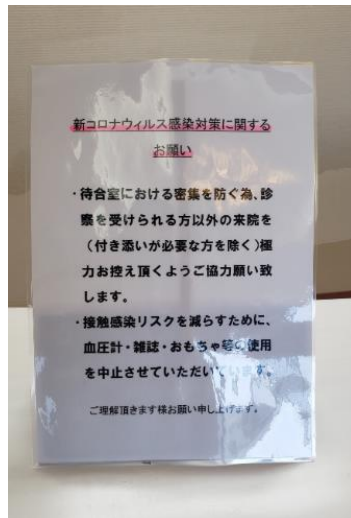 新コロナウィルス感染対策に関する
お願い
・待合室における密集を防ぐ為、診
察を受けられる方以外の来院を
（付き添いが必要な方を除く）極
力お控え頂くようご協力願い致
します。
・接触感染リスクを減らすために、
血圧計・雑誌・おもちゃ等の使用
を中止させていただいています。
ご理解頂きます様お願い申し上げます。